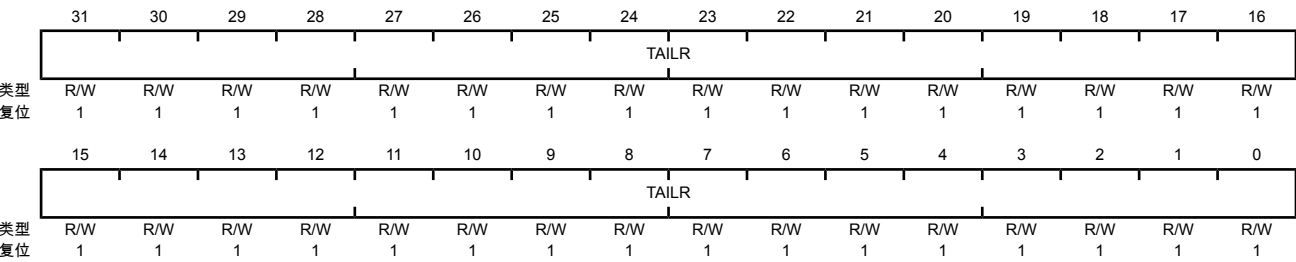 31 30 29 28 27 26 25 24 23 22 21 20 19 18 17 16
TAILR
类型 R/W R/W R/W R/W R/W R/W R/W R/W R/W R/W R/W R/W R/W R/W R/W R/W
复位 1 1 1 1 1 1 1 1 1 1 1 1 1 1 1 1
15 14 13 12 11 10 9 8 7 6 5 4 3 2 1 0
TAILR
类型 R/W R/W R/W R/W R/W R/W R/W R/W R/W R/W R/W R/W R/W R/W R/W R/W
复位 1 1 1 1 1 1 1 1 1 1 1 1 1 1 1 1